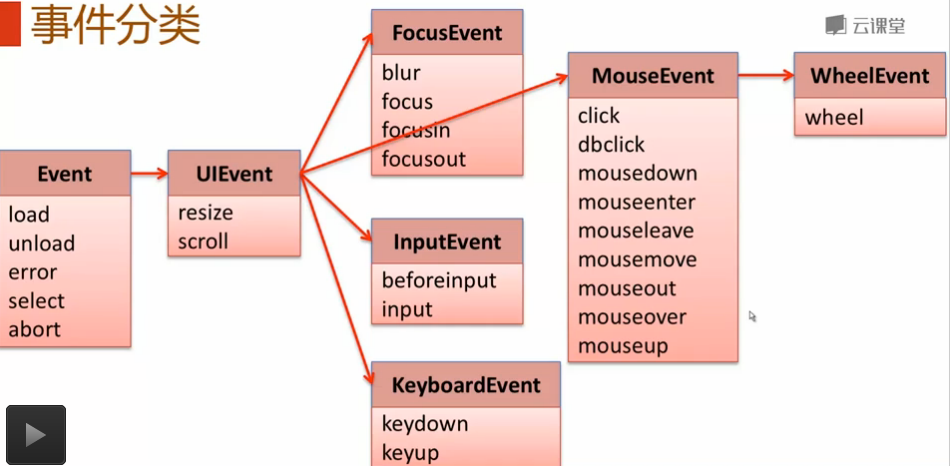 事件分类
云课堂
FocusEvent
blur
focus
focusin
focusout
MouseEvent
click
dbclick
mousedown
mouseenter
mouseleave
mousemove
mouseout
mouseover
mouseup
WheelEvent
wheel
Event
load
unload
error
select
abort
UIEvent
resize
scroll
InputEvent
beforeinput
input
KeyboardEvent
keydown
keyup